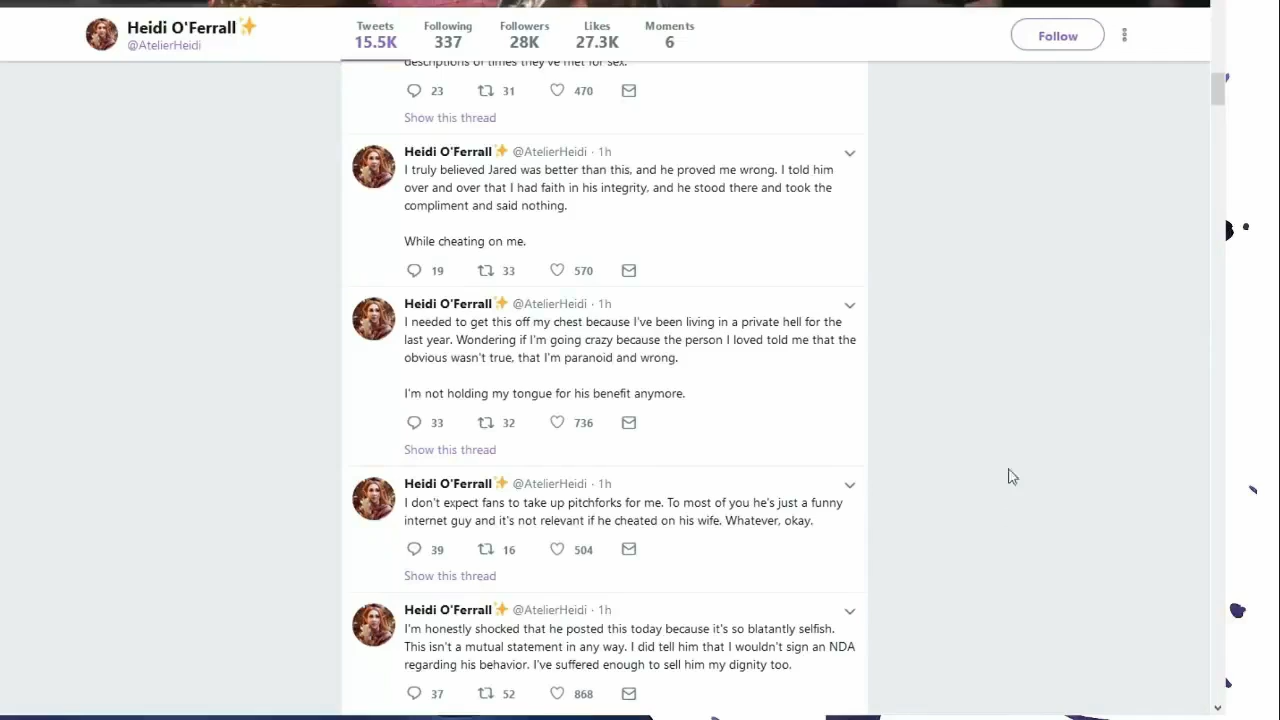 Heidi O'Ferrall✨
@AtelierHeidi
Tweets Following Followers Likes Moments
15.5K 337 28K 27.3K 6
Follow
descriptions of times they've met for sex.
23 31 470
Show this thread
Heidi O'Ferrall✨ @AtelierHeidi · 1h
I truly believed Jared was better than this, and he proved me wrong. I told him
over and over that I had faith in his integrity, and he stood there and took the
compliment and said nothing.
While cheating on me.
19 33 570
Heidi O'Ferrall✨ @AtelierHeidi · 1h
I needed to get this off my chest because I've been living in a private hell for the
last year. Wondering if I'm going crazy because the person I loved told me that the
obvious wasn't true, that I'm paranoid and wrong.
I'm not holding my tongue for his benefit anymore.
33 32 736
Show this thread
Heidi O'Ferrall✨ @AtelierHeidi · 1h
I don't expect fans to take up pitchforks for me. To most of you he's just a funny
internet guy and it's not relevant if he cheated on his wife. Whatever, okay.
39 16 504
Show this thread
Heidi O'Ferrall✨ @AtelierHeidi · 1h
I'm honestly shocked that he posted this today because it's so blatantly selfish.
This isn't a mutual statement in any way. I did tell him that I wouldn't sign an NDA
regarding his behavior. I've suffered enough to sell him my dignity too.
37 52 868